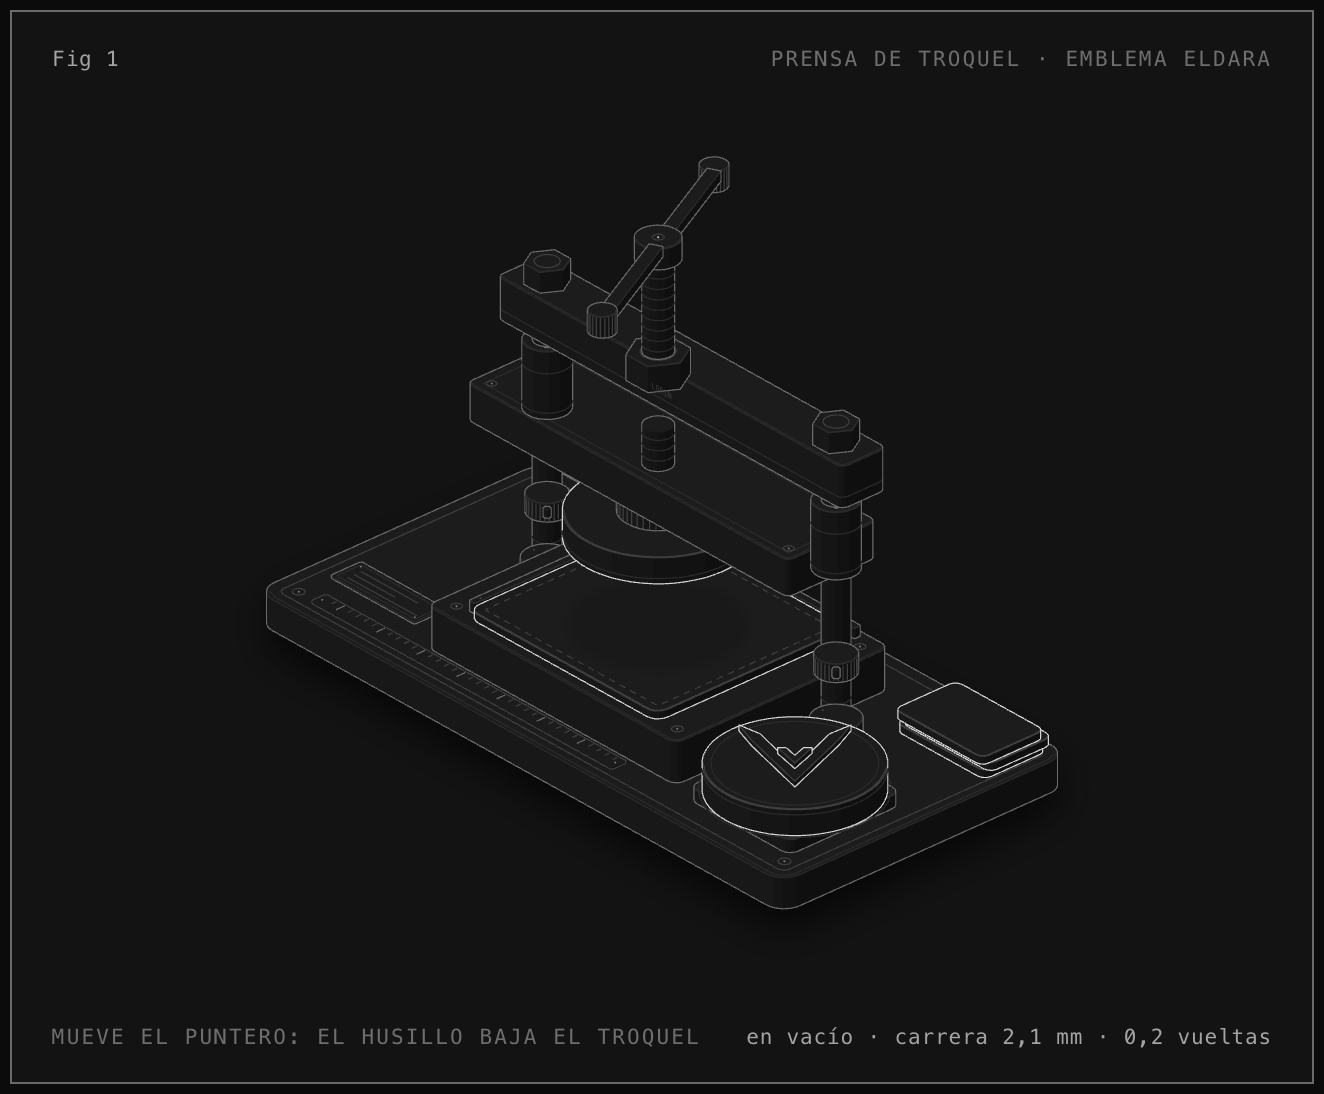 Fig 1
PRENSA DE TROQUEL · EMBLEMA ELDARA
MUEVE EL PUNTERO: EL HUSILLO BAJA EL TROQUEL
en vacío · carrera 2,1 mm · 0,2 vueltas